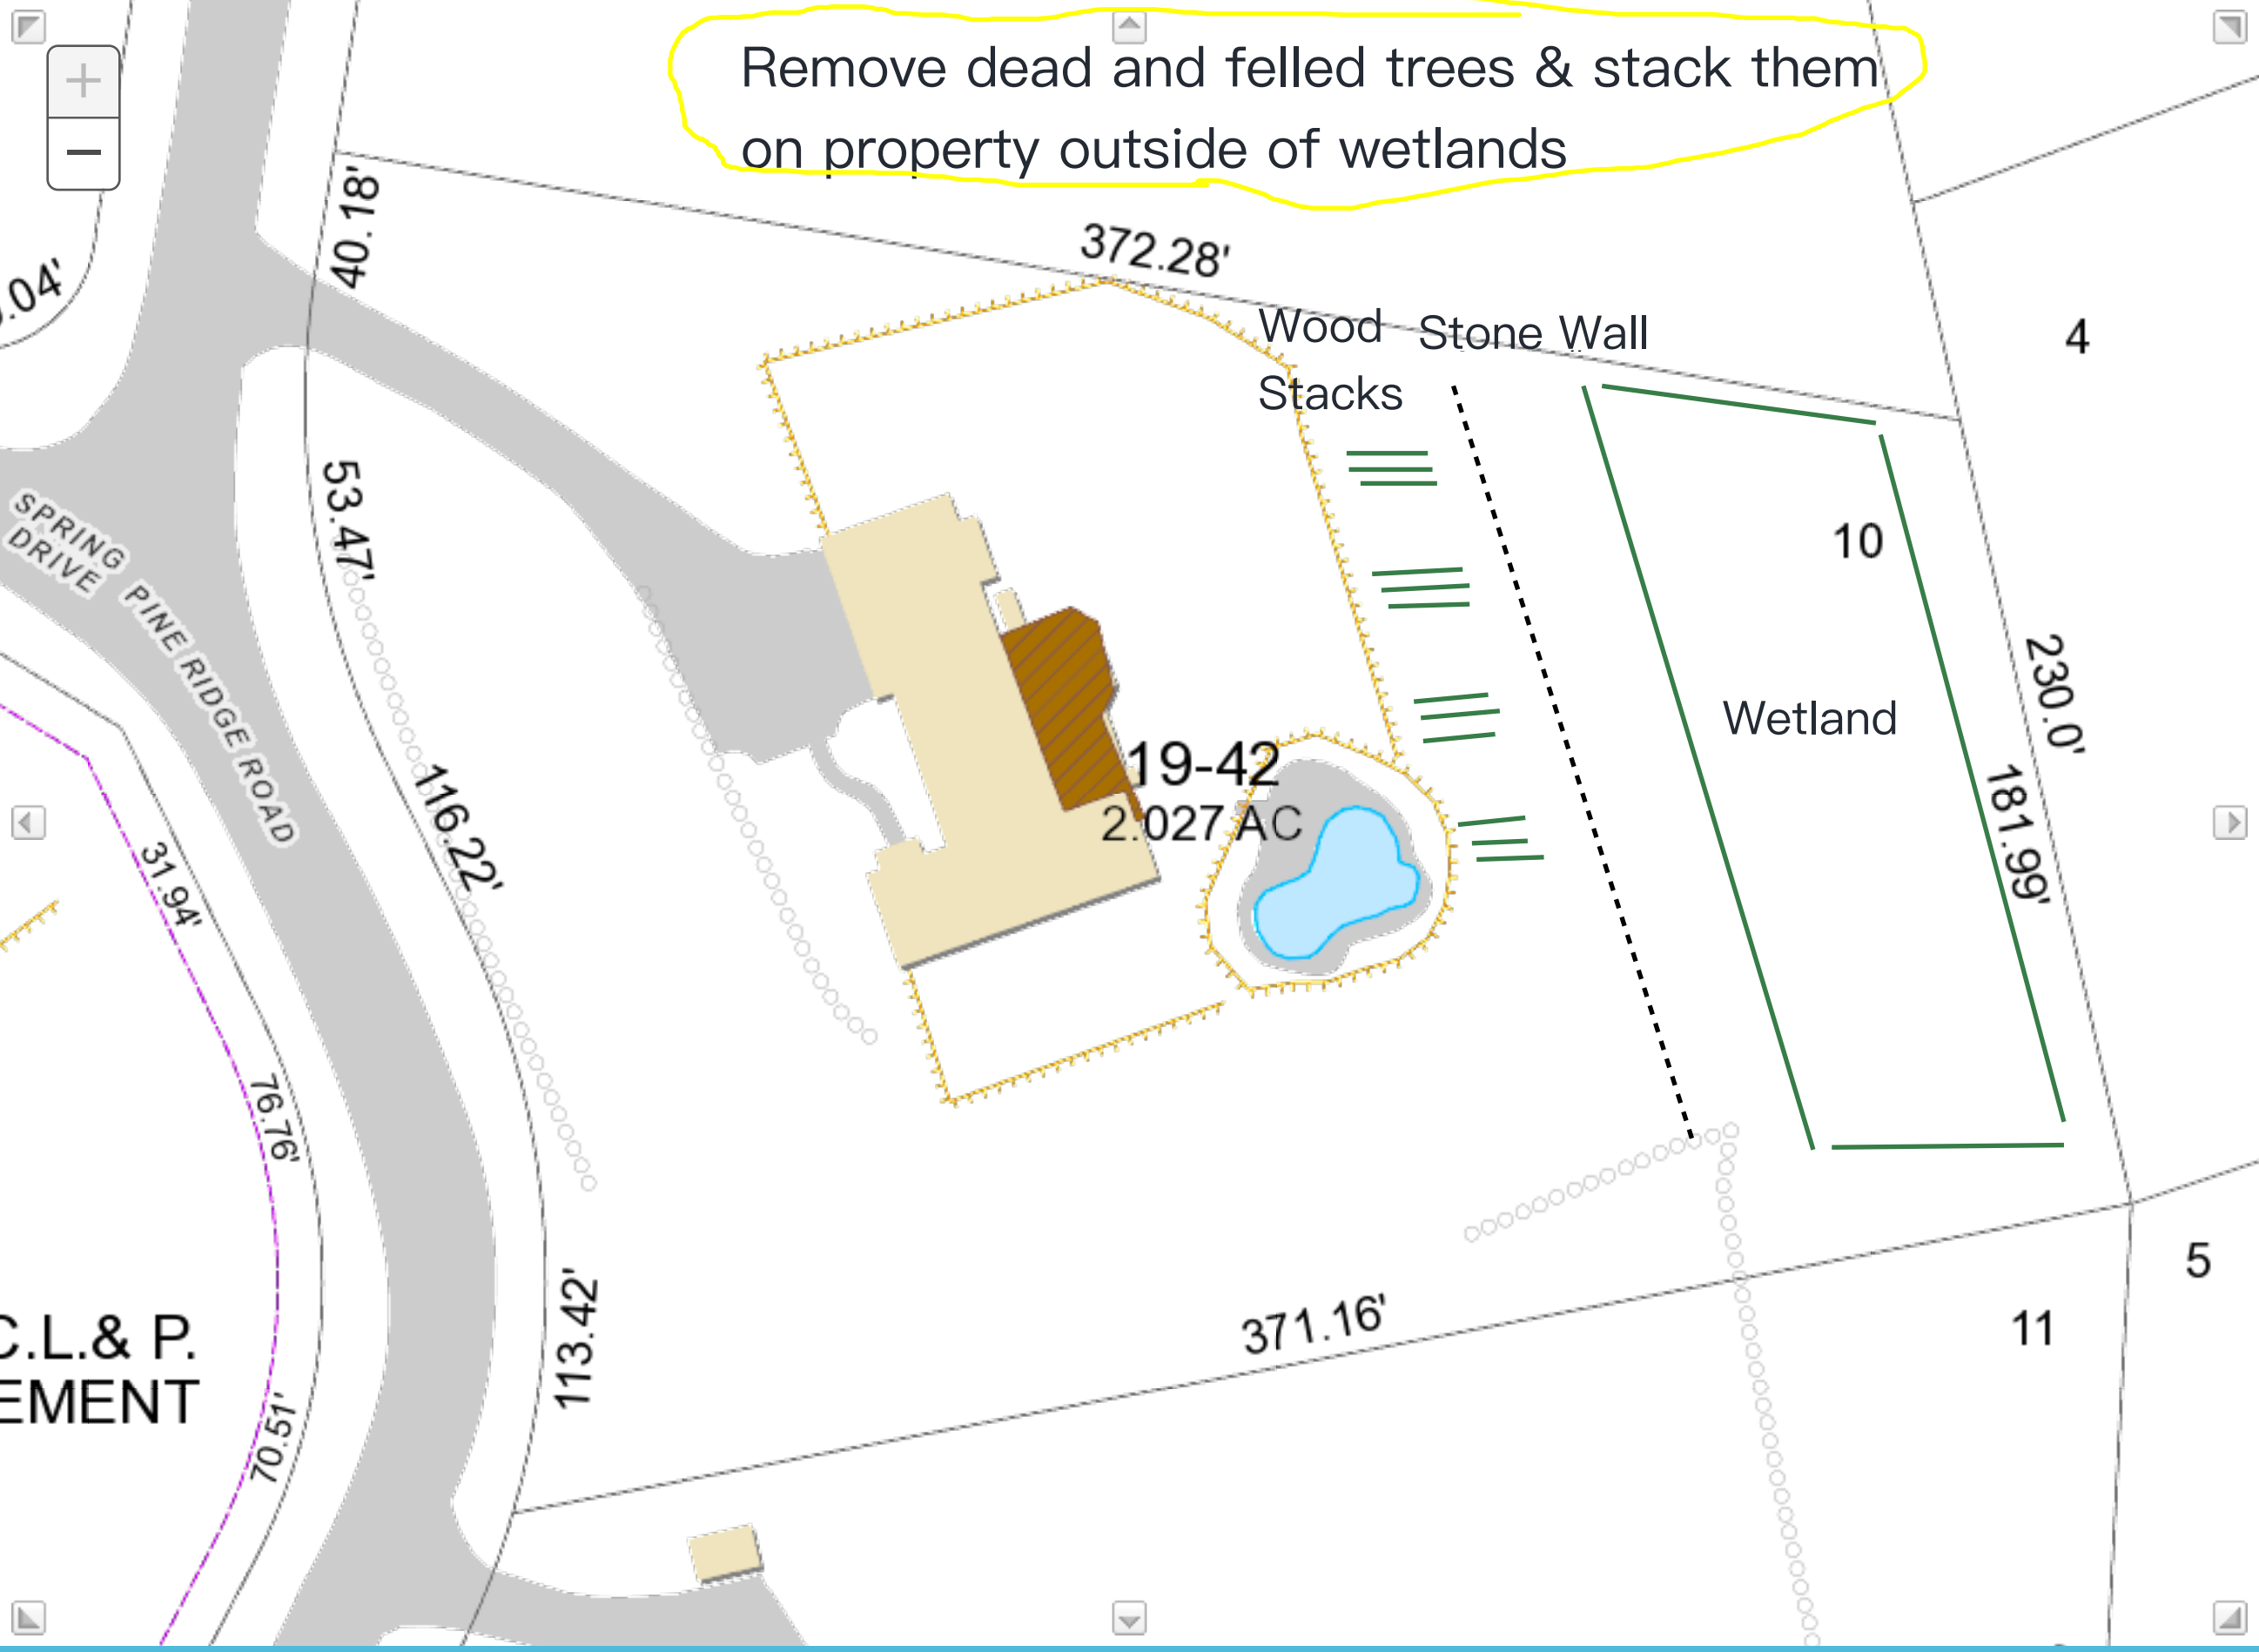 Remove dead and felled trees & stack them
on property outside of wetlands
40.18'
372.28'
.04'
Wood
Stacks
Stone Wall
4
53.47'
SPRING
DRIVE
PINE RIDGE ROAD
10
230.0'
Wetland
19-42
2.027 AC
116.22'
181.99'
31.94'
76.76'
113.42'
371.16'
5
11
C.L.& P.
EMENT
70.51'